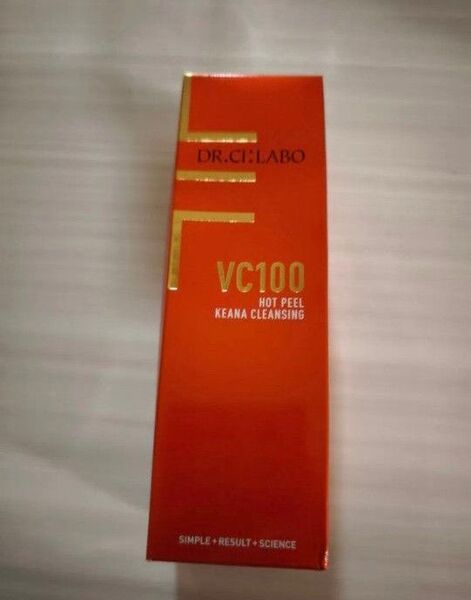 DR.CI:LABO
VC100
HOT PEEL
KEANA CLEANSING
SIMPLE+RESULT+SCIENCE